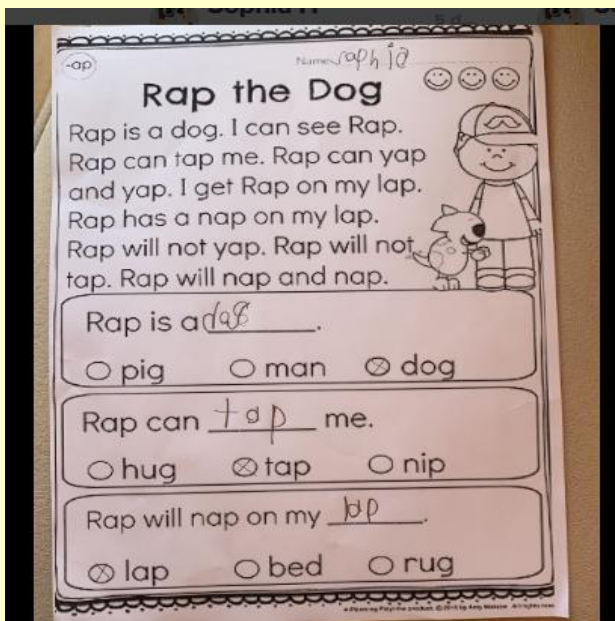 -ap
Name Sophia
Rap the Dog
Rap is a dog. I can see Rap.
Rap can tap me. Rap can yap
and yap. I get Rap on my lap.
Rap has a nap on my lap.
Rap will not yap. Rap will not
tap. Rap will nap and nap.
Rap is a dog.
pig man dog
Rap can tap me.
hug tap nip
Rap will nap on my lap.
lap bed rug